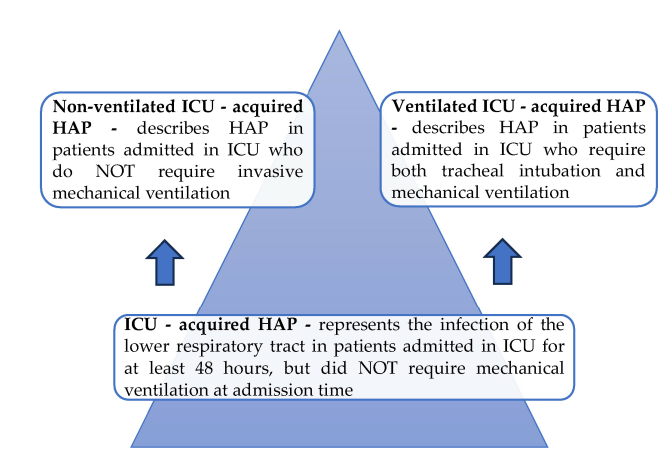 Non-ventilated ICU - acquired
HAP - describes HAP in
patients admitted in ICU who
do NOT require invasive
mechanical ventilation
Ventilated ICU - acquired HAP
- describes HAP in patients
admitted in ICU who require
both tracheal intubation and
mechanical ventilation
ICU - acquired HAP - represents the infection of the
lower respiratory tract in patients admitted in ICU for
at least 48 hours, but did NOT require mechanical
ventilation at admission time